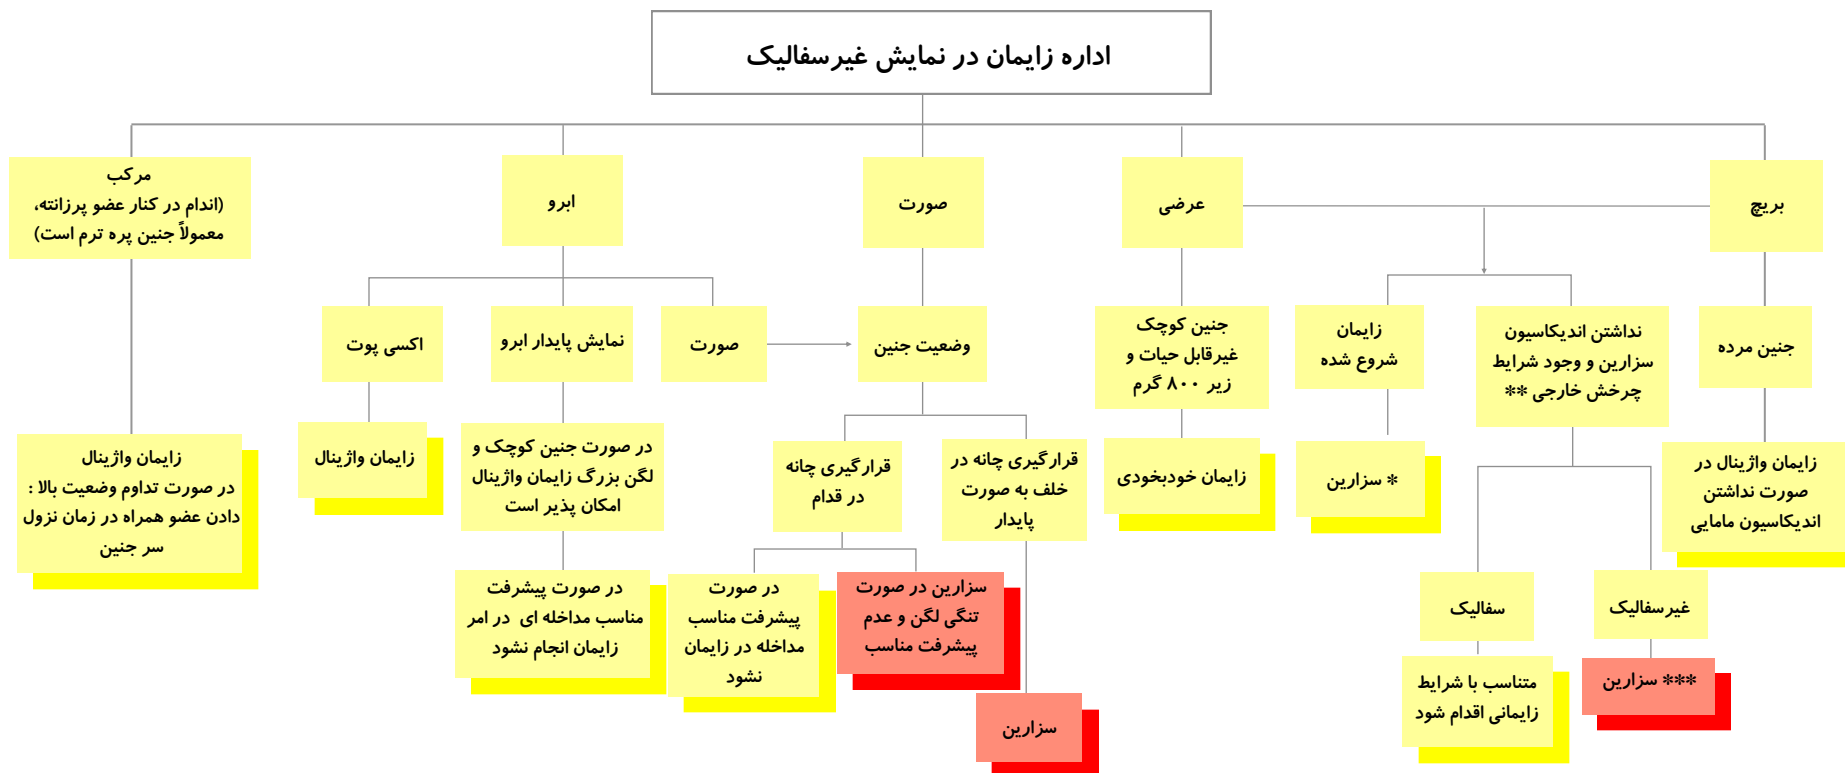 اداره زایمان در نمایش غیرسفالیک
بریچ
عرضی
صورت
ابرو
مرکب
(اندام در کنار عضو پرزانته،
معمولاً جنین پره ترم است)
جنین مرده
نداشتن اندیکاسیون
سزارین و وجود شرایط
چرخش خارجی **
زایمان
شروع شده
جنین کوچک
غیرقابل حیات و
زیر ۸۰۰ گرم
وضعیت جنین
صورت
نمایش پایدار ابرو
اکسی پوت
زایمان واژینال در
صورت نداشتن
اندیکاسیون مامایی
* سزارین
زایمان خودبخودی
قرارگیری چانه در
خلف به صورت
پایدار
قرارگیری چانه
در قدام
در صورت جنین کوچک و
لگن بزرگ زایمان واژینال
امکان پذیر است
زایمان واژینال
زایمان واژینال
در صورت تداوم وضعیت بالا :
دادن عضو همراه در زمان نزول
سر جنین
غیرسفالیک
سفالیک
سزارین در صورت
تنگی لگن و عدم
پیشرفت مناسب
در صورت
پیشرفت مناسب
مداخله در زایمان
نشود
در صورت پیشرفت
مناسب مداخله ای در امر
زایمان انجام نشود
*** سزارین
متناسب با شرایط
زایمانی اقدام شود
سزارین